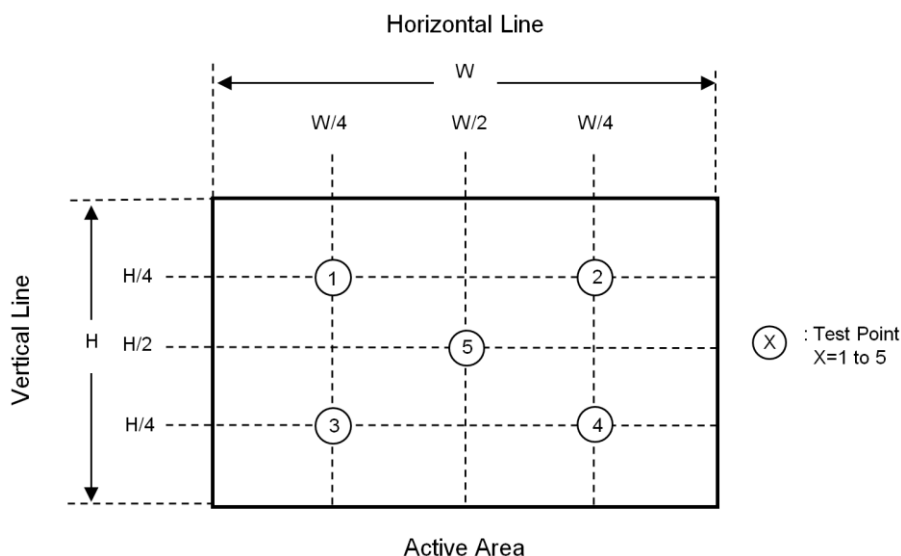 Horizontal Line
W
W/4 W/2 W/4
Vertical Line
H
H/4
H/2
H/4
1
2
5
3
4
X : Test Point
X=1 to 5
Active Area